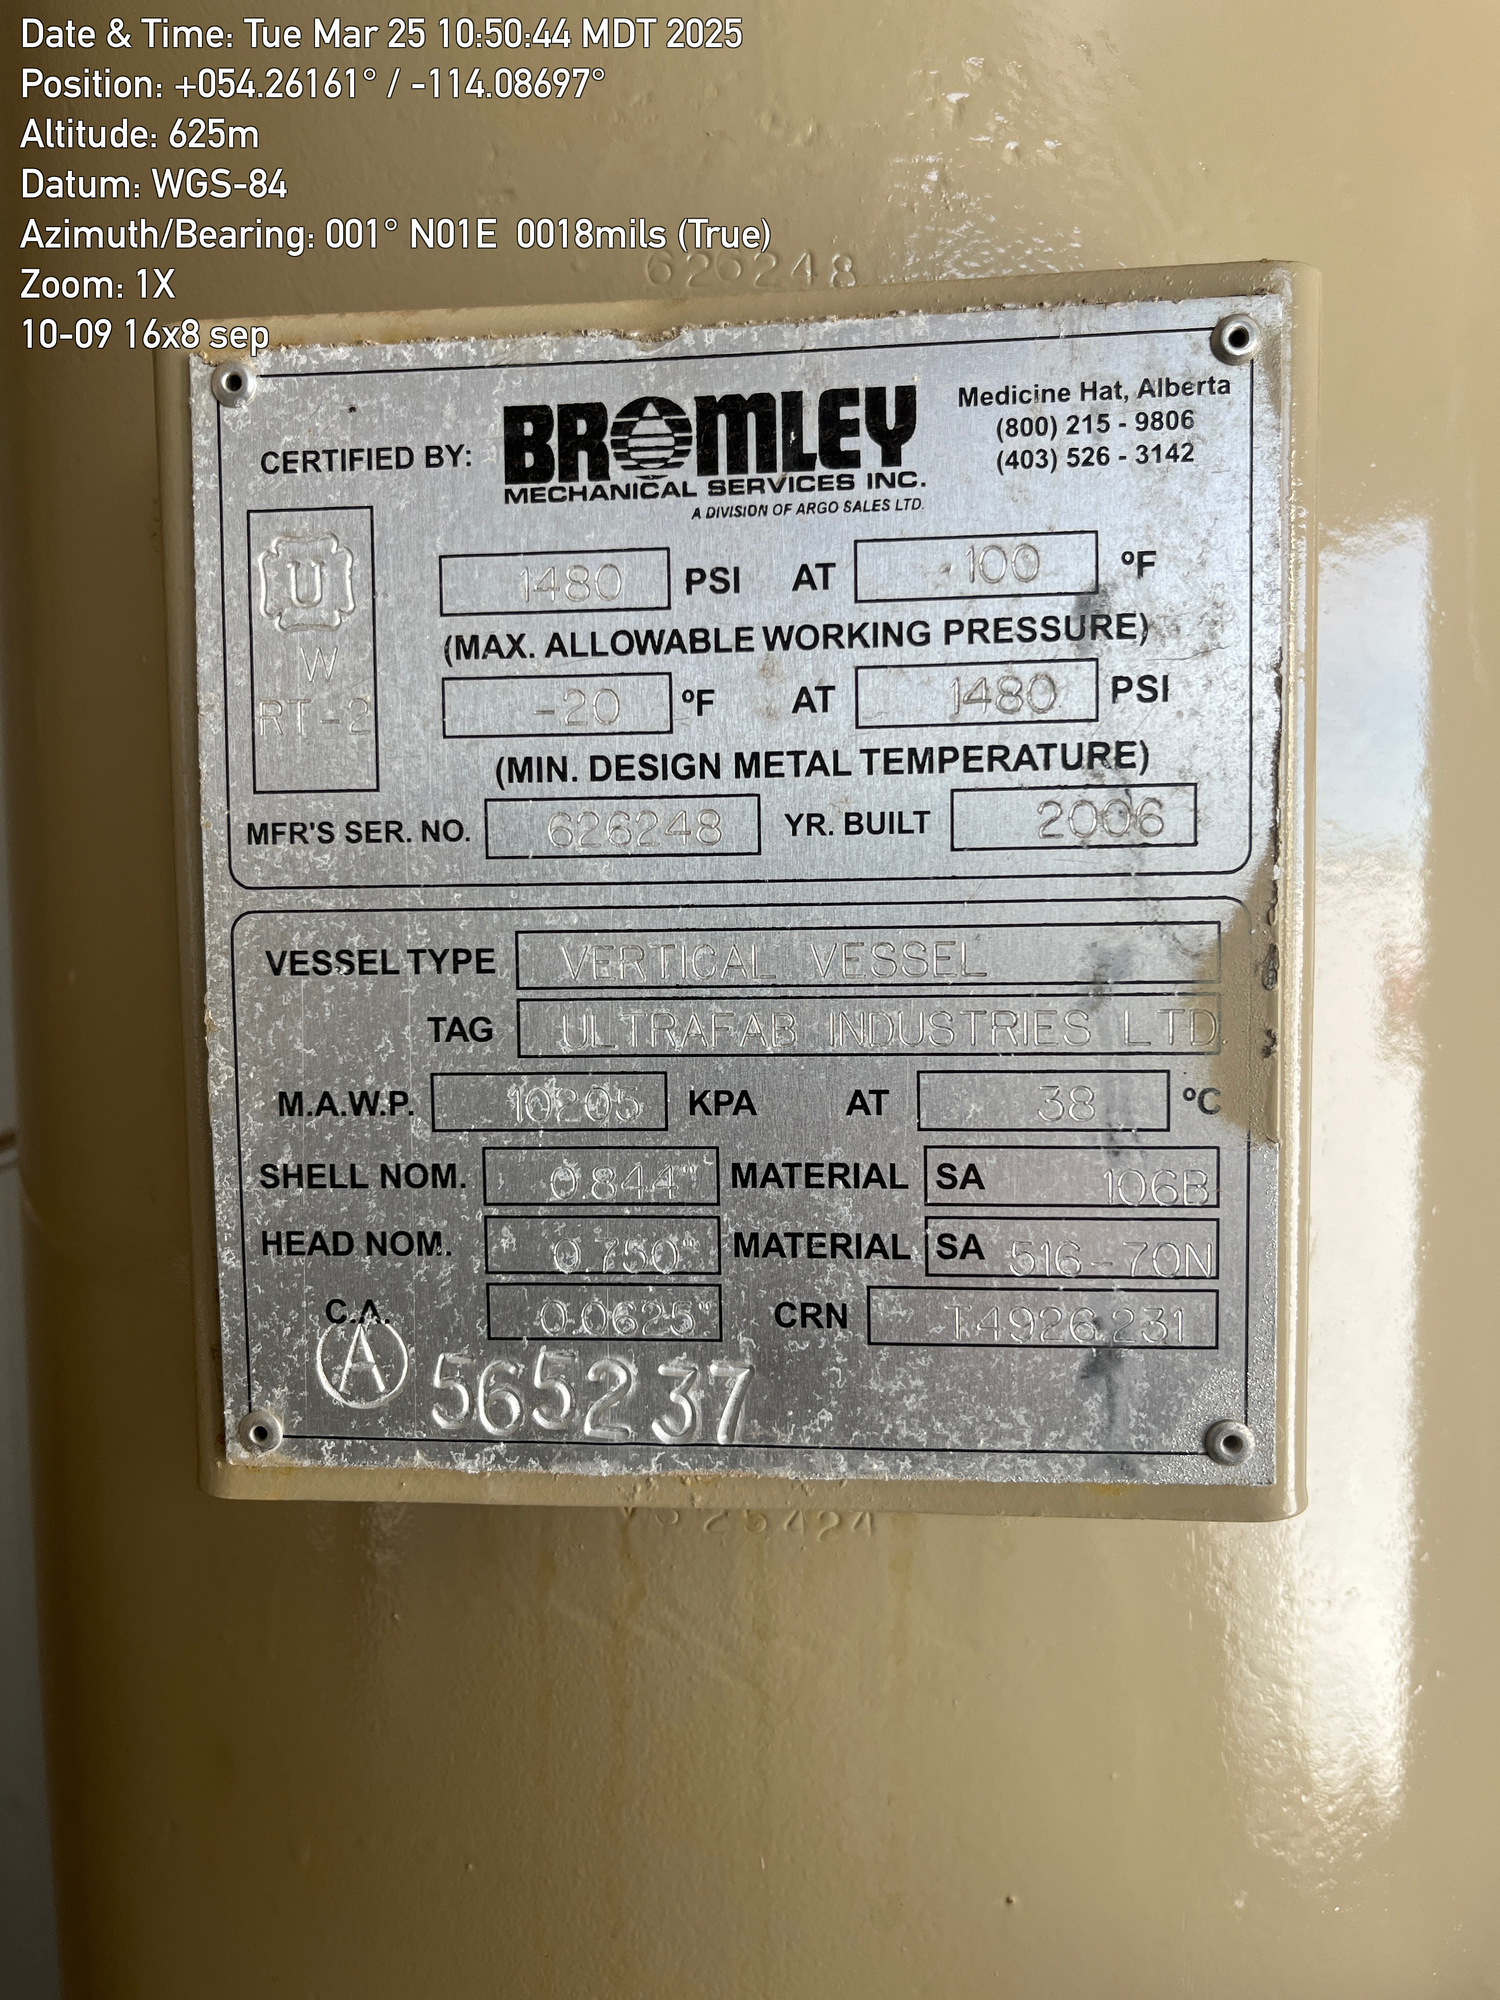 Date & Time: Tue Mar 25 10:50:44 MDT 2025
Position: +054.26161° / -114.08697°
Altitude: 625m
Datum: WGS-84
Azimuth/Bearing: 001° N01E 0018mils (True)
Zoom: 1X
10-09 16x8 sep
626248
CERTIFIED BY:
BROMLEY
MECHANICAL SERVICES INC.
A DIVISION OF ARGO SALES LTD.
Medicine Hat, Alberta
(800) 215 - 9806
(403) 526 - 3142
U
W
RT-2
1480 PSI AT 100 ºF
(MAX. ALLOWABLE WORKING PRESSURE)
-20 ºF AT 1480 PSI
(MIN. DESIGN METAL TEMPERATURE)
MFR'S SER. NO. 626248 YR. BUILT 2006
VESSEL TYPE VERTICAL VESSEL
TAG ULTRAFAB INDUSTRIES LTD.
M.A.W.P. 10205 KPA AT 38 ºC
SHELL NOM. 0.844" MATERIAL SA 106B
HEAD NOM. 0.750" MATERIAL SA 516-70N
C.A. 0.0625" CRN T4926.231
A 565237